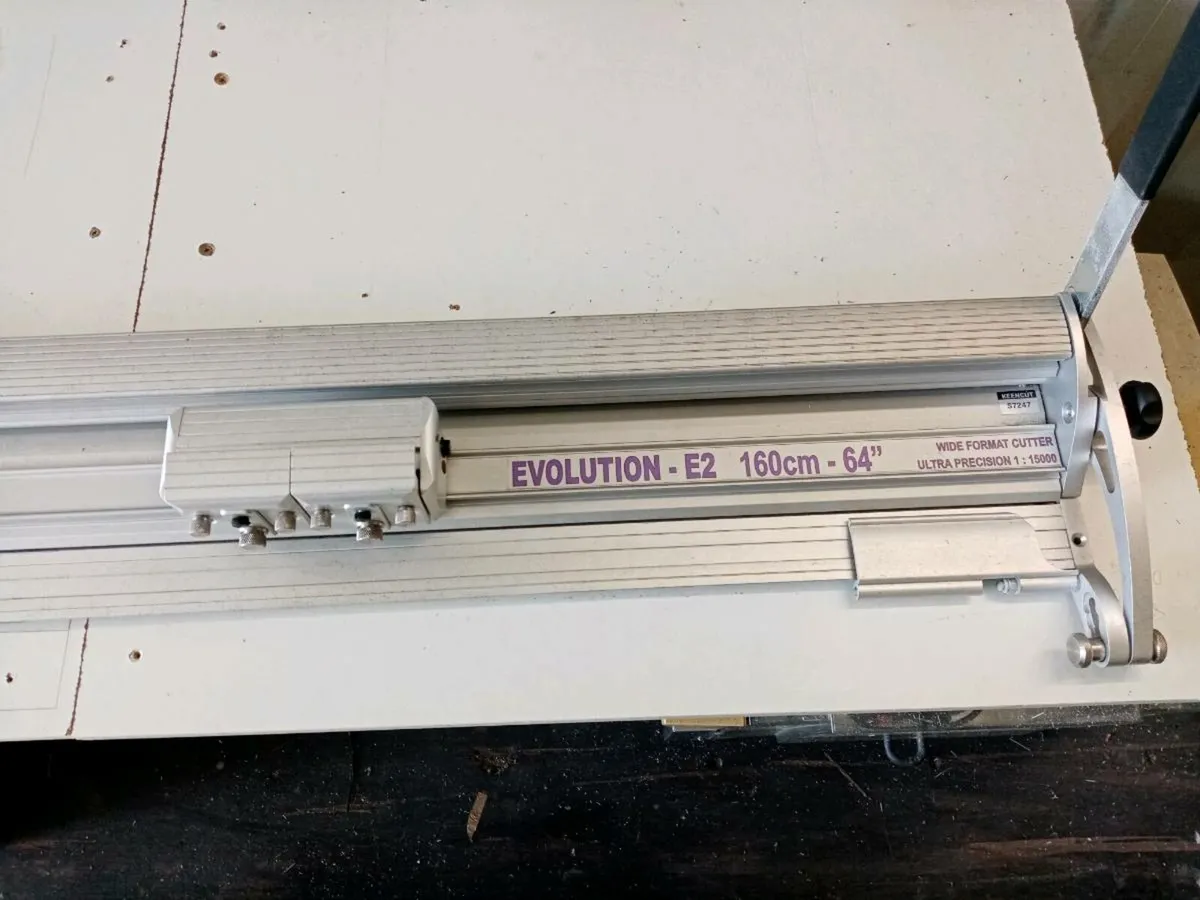 KEENCUT
57247
EVOLUTION - E2 160cm - 64”
WIDE FORMAT CUTTER
ULTRA PRECISION 1 : 15000